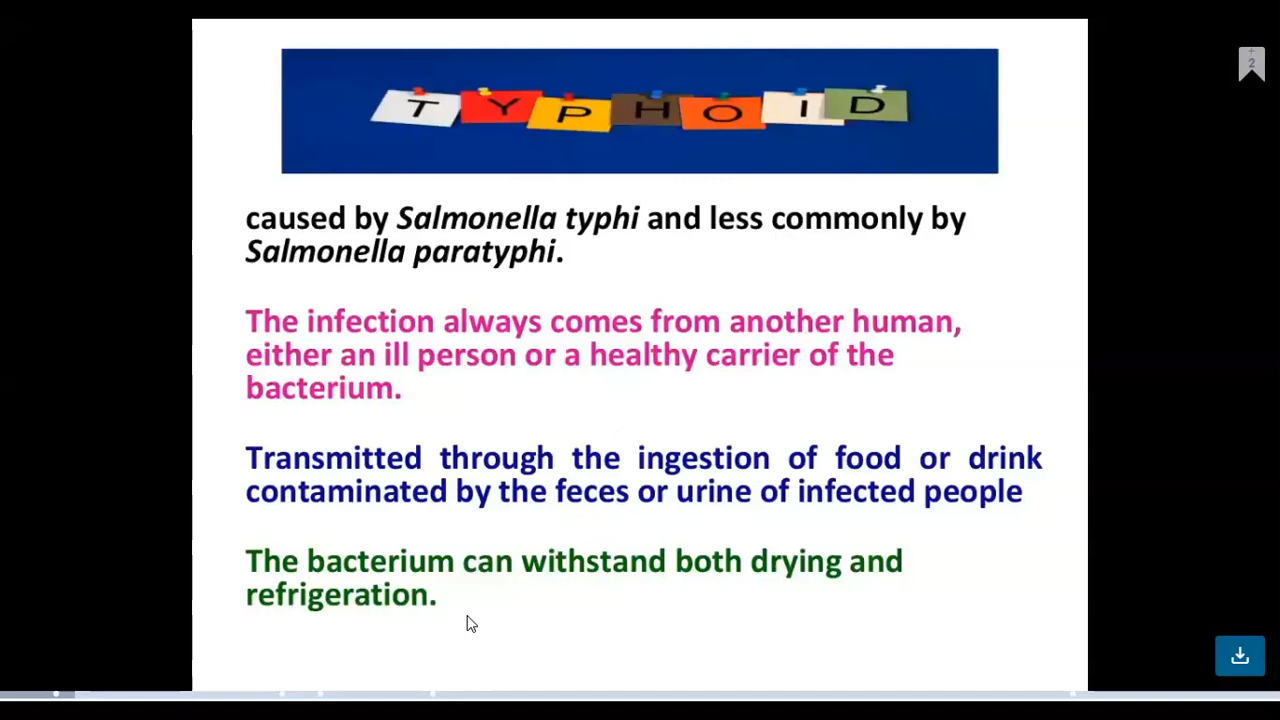 TYPHOID
+
2
caused by Salmonella typhi and less commonly by
Salmonella paratyphi.
The infection always comes from another human,
either an ill person or a healthy carrier of the
bacterium.
Transmitted through the ingestion of food or drink
contaminated by the feces or urine of infected people
The bacterium can withstand both drying and
refrigeration.